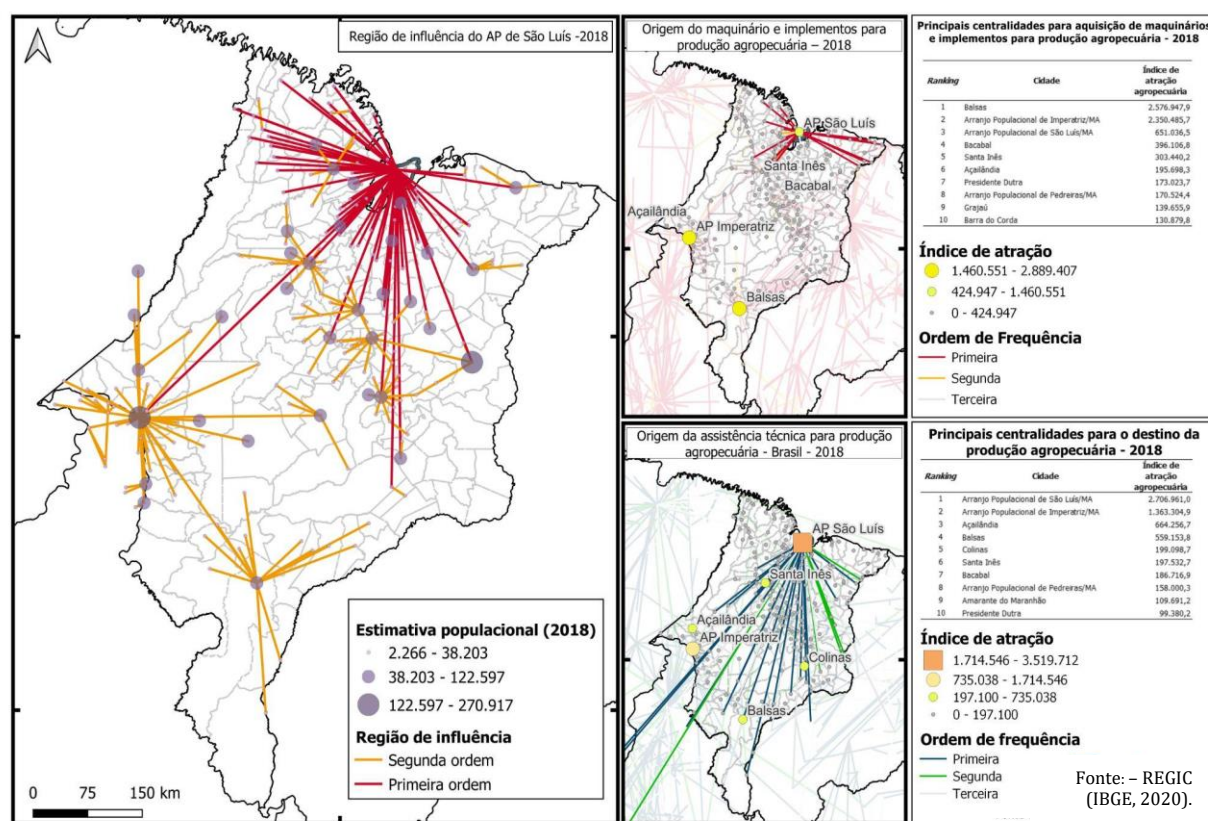 Região de influência do AP de São Luís -2018
Estimativa populacional (2018)
2.266 - 38.203
38.203 - 122.597
122.597 - 270.917
Região de influência
Segunda ordem
Primeira ordem
0 75 150 km
Origem do maquinário e implementos para
produção agropecuária – 2018
AP São Luís
Santa Inês
Bacabal
Açailândia
AP Imperatriz
Balsas
Principais centralidades para aquisição de maquinários
e implementos para produção agropecuária - 2018
Ranking Cidade Índice de
atração
agropecuária
1 Balsas 2.576.947,9
2 Arranjo Populacional de Imperatriz/MA 2.350.485,7
3 Arranjo Populacional de São Luís/MA 651.036,5
4 Bacabal 396.106,8
5 Santa Inês 303.440,2
6 Açailândia 195.698,3
7 Presidente Dutra 173.023,7
8 Arranjo Populacional de Pedreiras/MA 170.524,4
9 Grajaú 139.655,9
10 Barra do Corda 130.879,8
Índice de atração
1.460.551 - 2.889.407
424.947 - 1.460.551
0 - 424.947
Ordem de Frequência
Primeira
Segunda
Terceira
Origem da assistência técnica para produção
agropecuária - Brasil - 2018
AP São Luís
Santa Inês
Açailândia
AP Imperatriz
Colinas
Balsas
Principais centralidades para o destino da
produção agropecuária - 2018
Ranking Cidade Índice de
atração
agropecuária
1 Arranjo Populacional de São Luís/MA 2.706.961,0
2 Arranjo Populacional de Imperatriz/MA 1.363.304,9
3 Açailândia 664.256,7
4 Balsas 559.153,8
5 Colinas 199.098,7
6 Santa Inês 197.532,7
7 Bacabal 186.716,9
8 Arranjo Populacional de Pedreiras/MA 158.000,3
9 Amarante do Maranhão 109.691,2
10 Presidente Dutra 99.380,2
Índice de atração
1.714.546 - 3.519.712
735.038 - 1.714.546
197.100 - 735.038
0 - 197.100
Ordem de frequência
Primeira
Segunda
Terceira
Fonte: – REGIC
(IBGE, 2020).